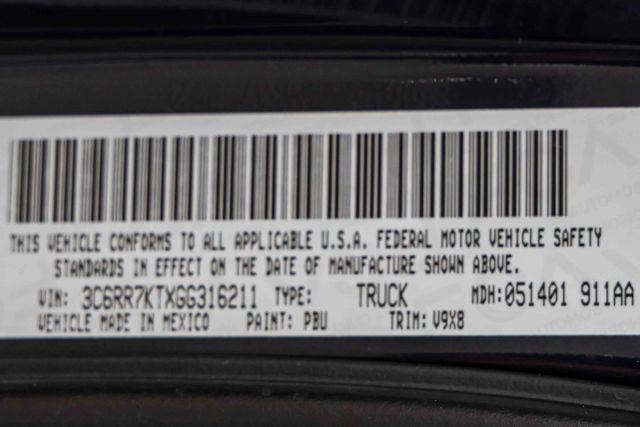 THIS VEHICLE CONFORMS TO ALL APPLICABLE U.S.A. FEDERAL MOTOR VEHICLE SAFETY
STANDARDS IN EFFECT ON THE DATE OF MANUFACTURE SHOWN ABOVE.
VIN: 3C6RR7KTXGG316211 TYPE: TRUCK MDH:051401 911AA
VEHICLE MADE IN MEXICO PAINT: PBU TRIM: V9X8